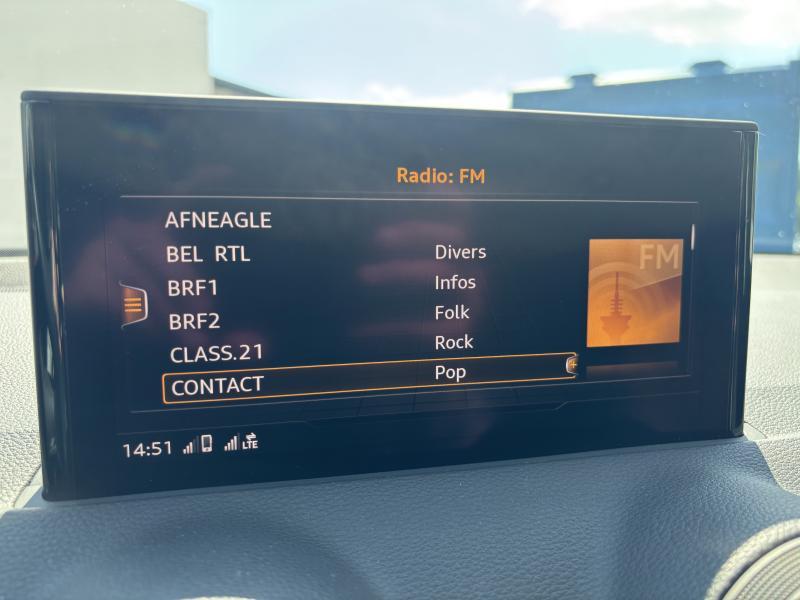 Radio: FM
AFNEAGLE
BEL RTL Divers
BRF1 Infos
BRF2 Folk
CLASS.21 Rock
CONTACT Pop
FM
14:51 LTE